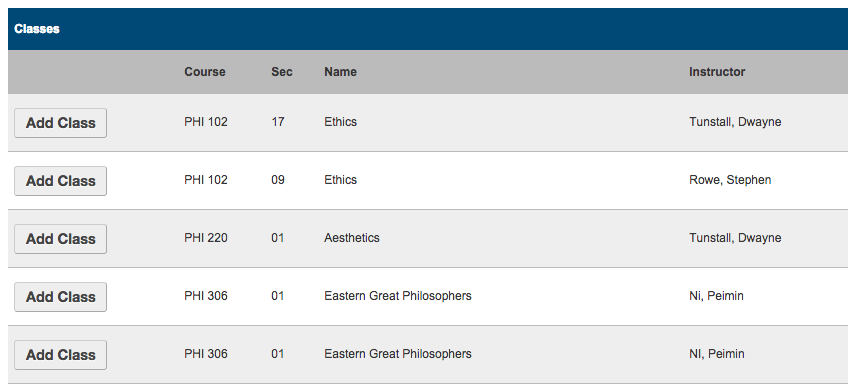 Classes
Course Sec Name Instructor
Add Class PHI 102 17 Ethics Tunstall, Dwayne
Add Class PHI 102 09 Ethics Rowe, Stephen
Add Class PHI 220 01 Aesthetics Tunstall, Dwayne
Add Class PHI 306 01 Eastern Great Philosophers Ni, Peimin
Add Class PHI 306 01 Eastern Great Philosophers NI, Peimin